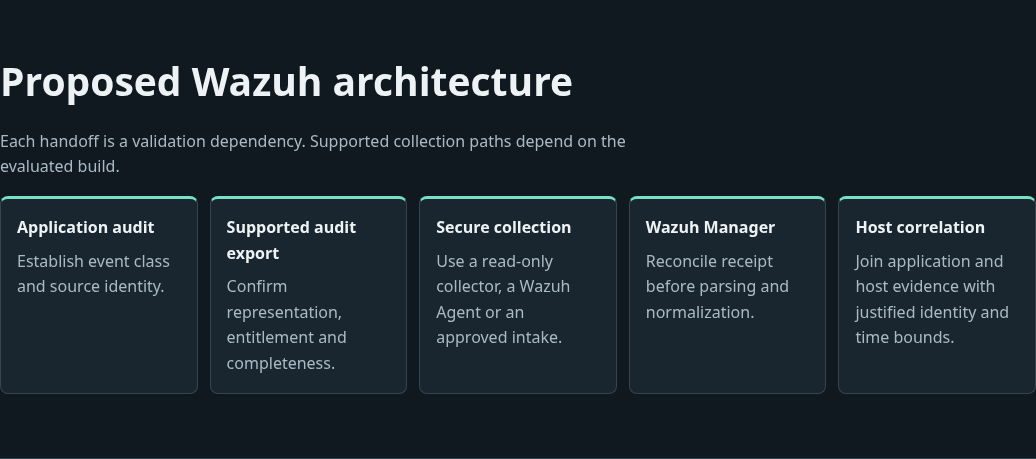 Proposed Wazuh architecture
Each handoff is a validation dependency. Supported collection paths depend on the
evaluated build.
Application audit
Establish event class
and source identity.
Supported audit
export
Confirm
representation,
entitlement and
completeness.
Secure collection
Use a read-only
collector, a Wazuh
Agent or an
approved intake.
Wazuh Manager
Reconcile receipt
before parsing and
normalization.
Host correlation
Join application and
host evidence with
justified identity and
time bounds.